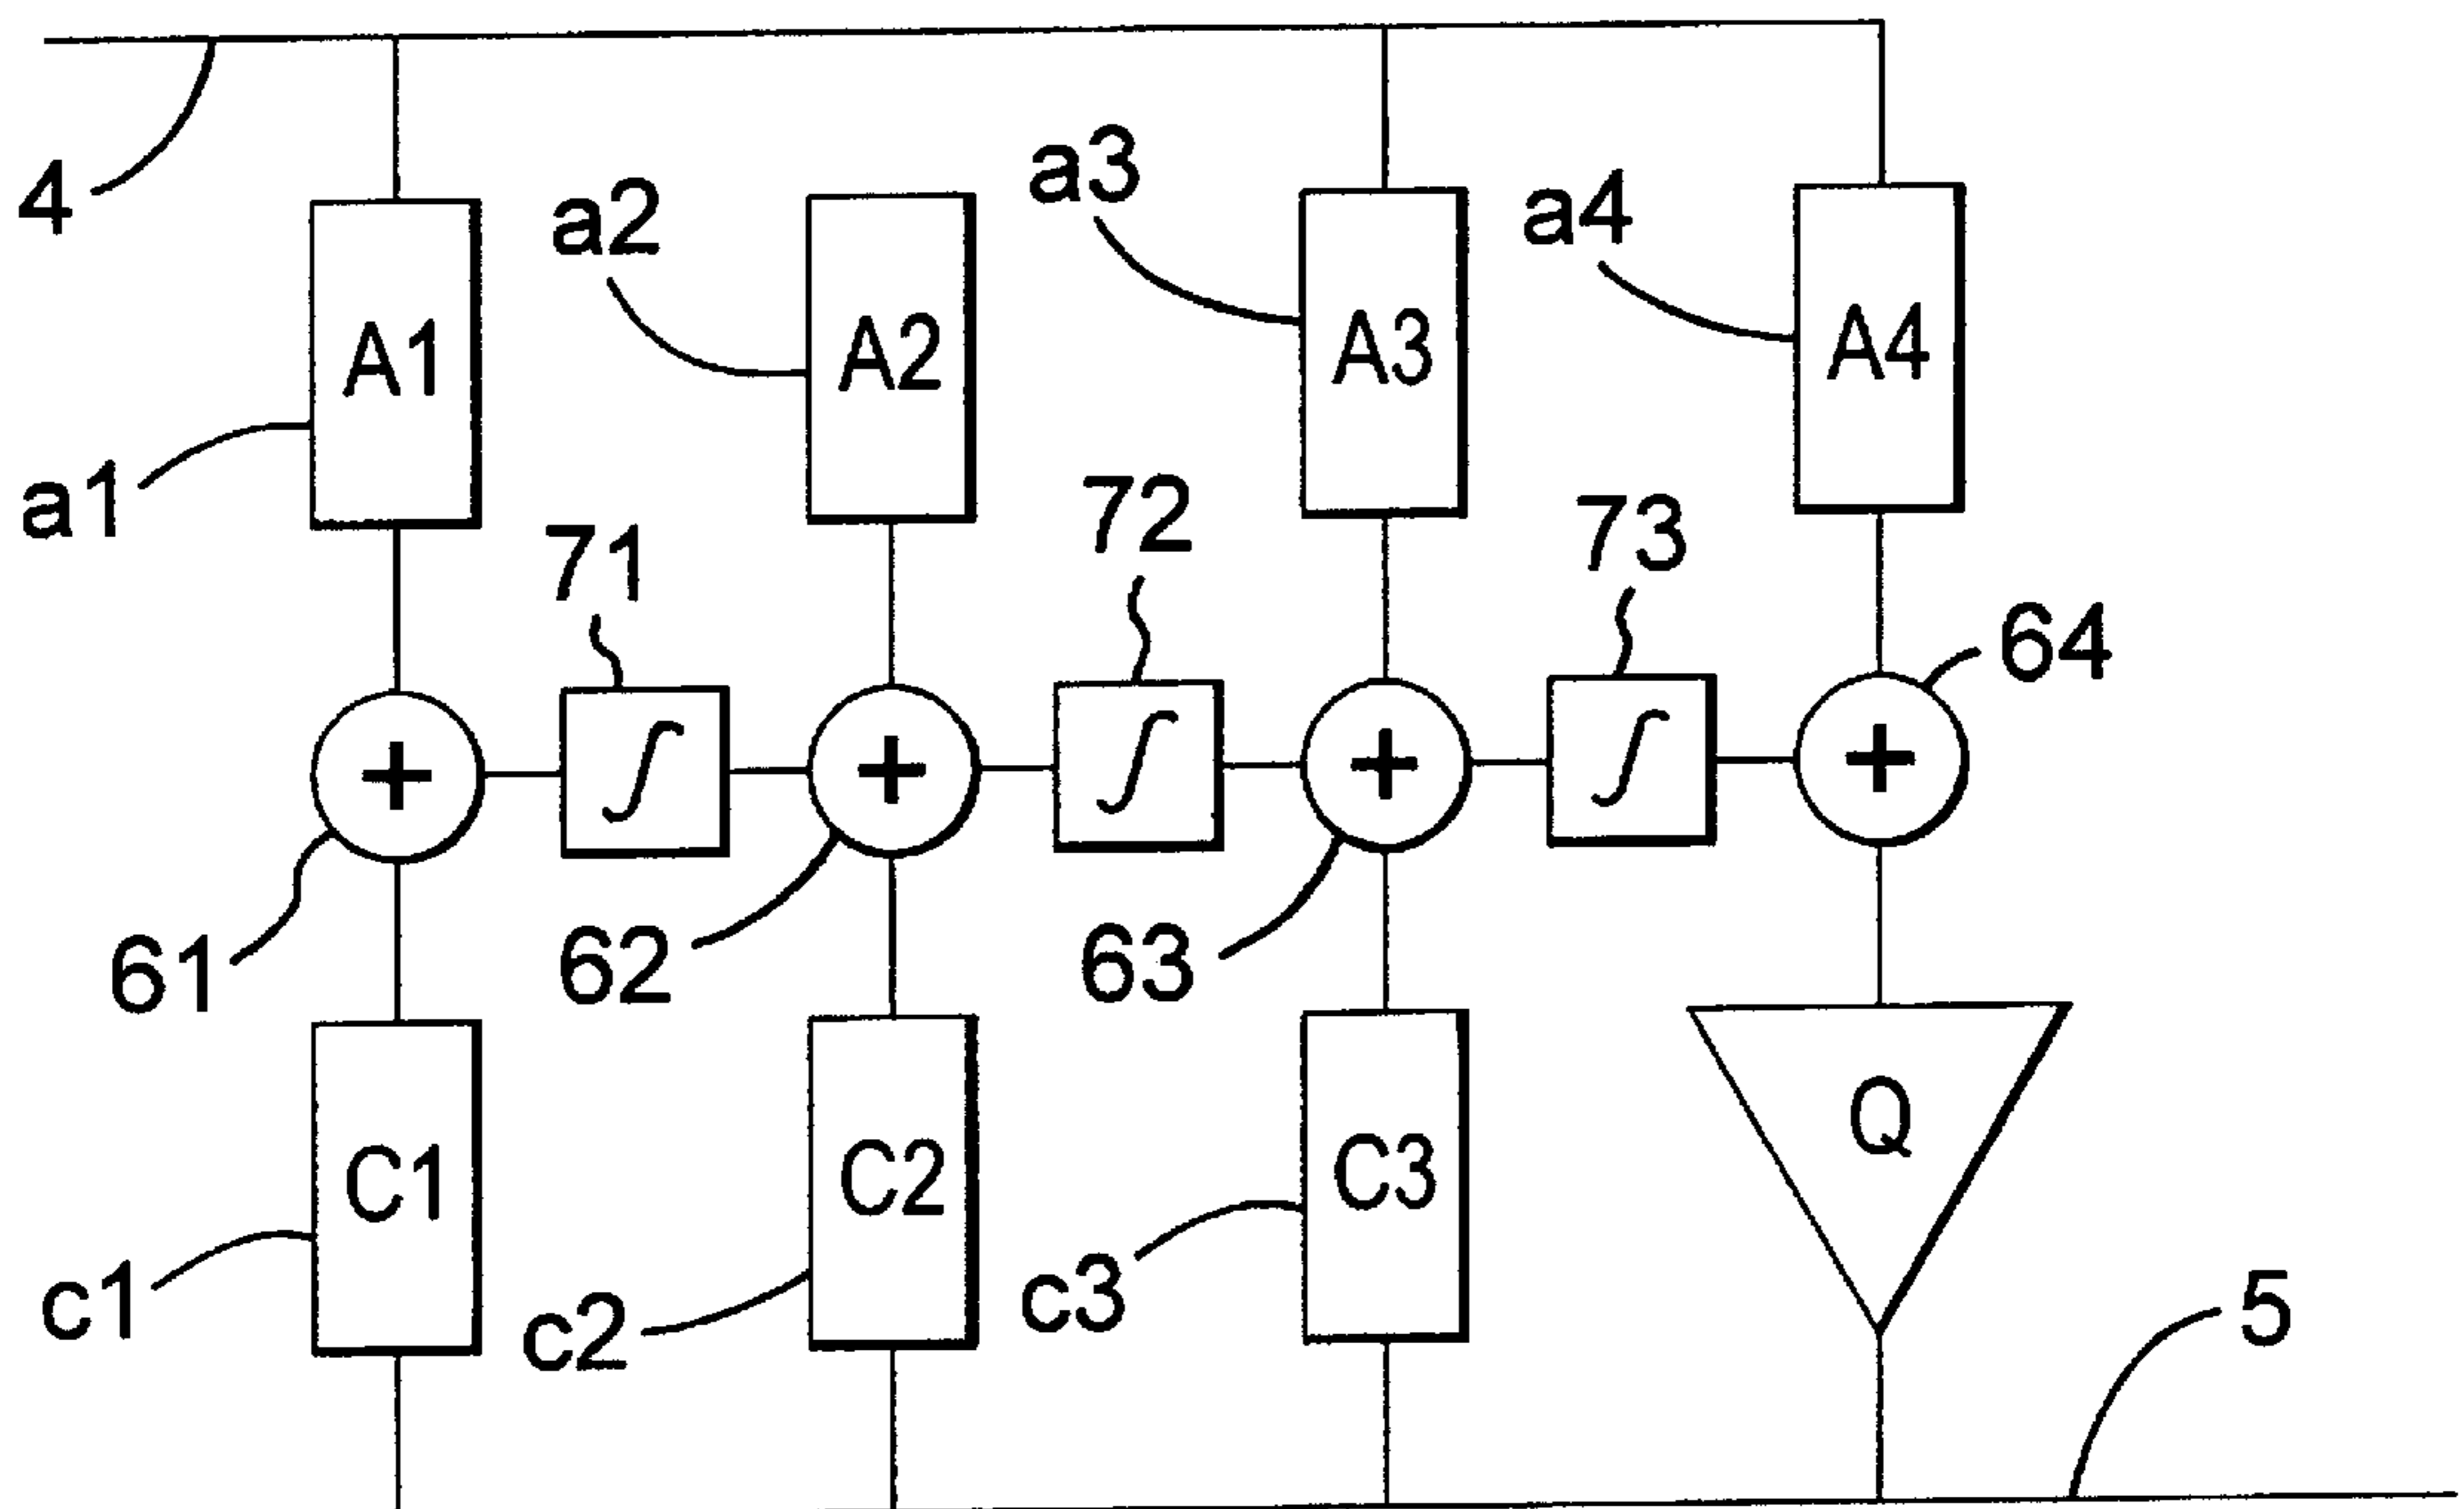 4
a1
A1
a2
A2
a3
A3
a4
A4
71
72
73
61
+
∫
62
+
∫
63
+
∫
64
+
c1
C1
c2
C2
c3
C3
Q
5